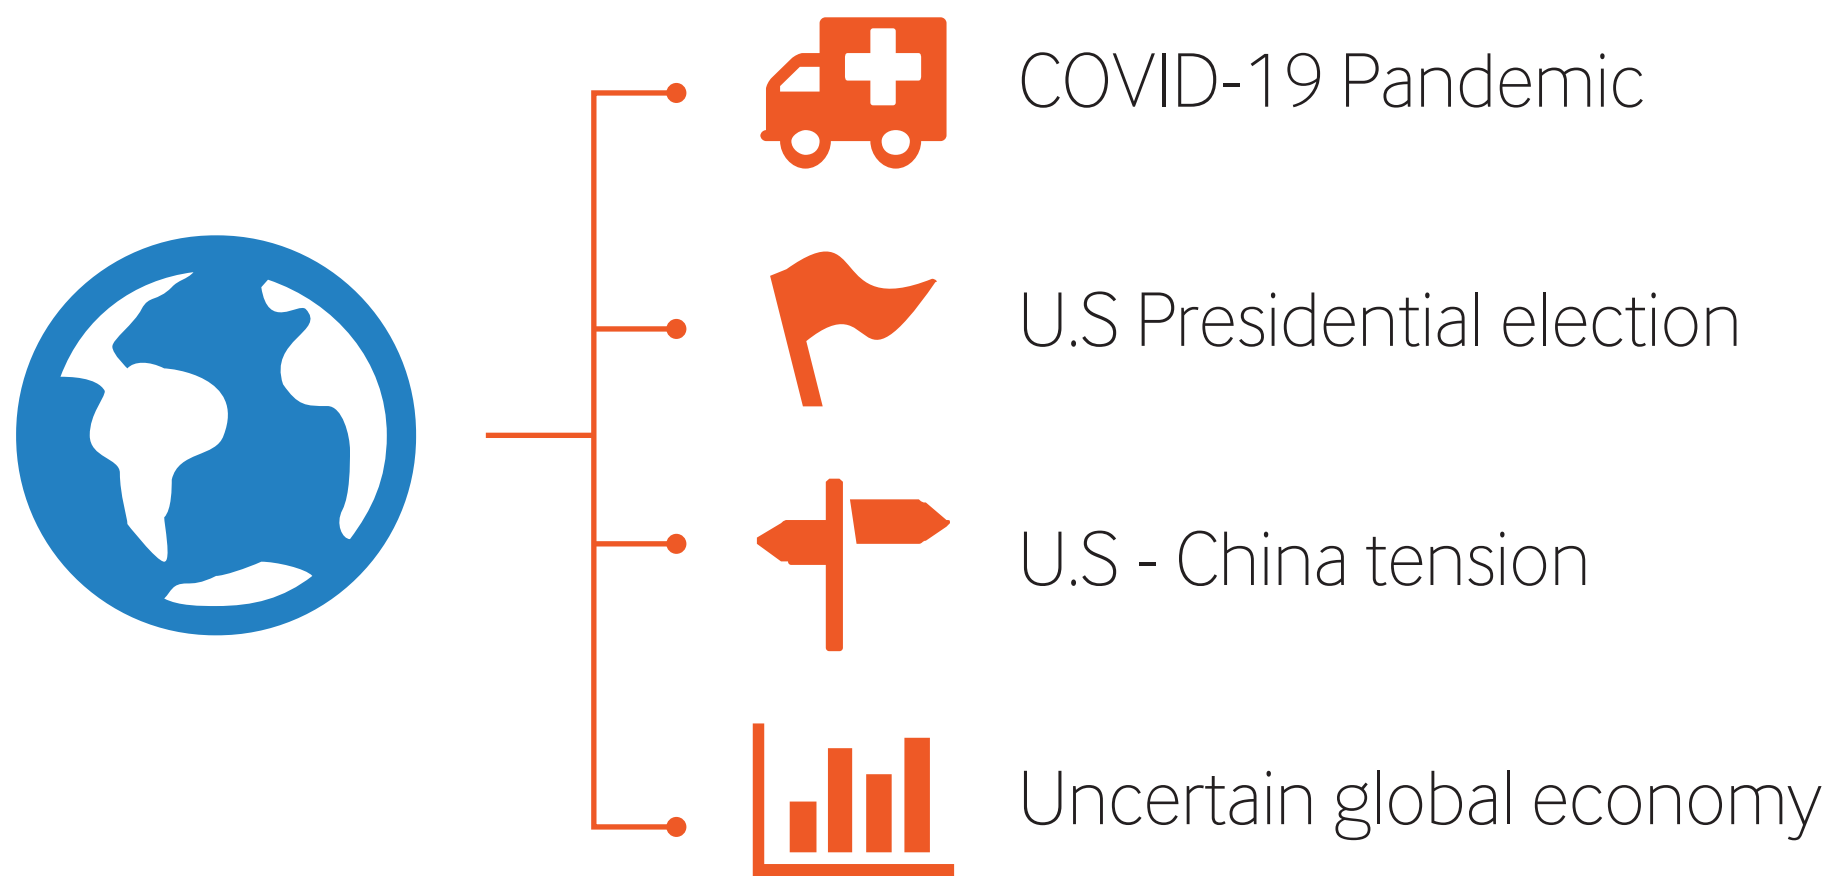 COVID-19 Pandemic
U.S Presidential election
U.S - China tension
Uncertain global economy